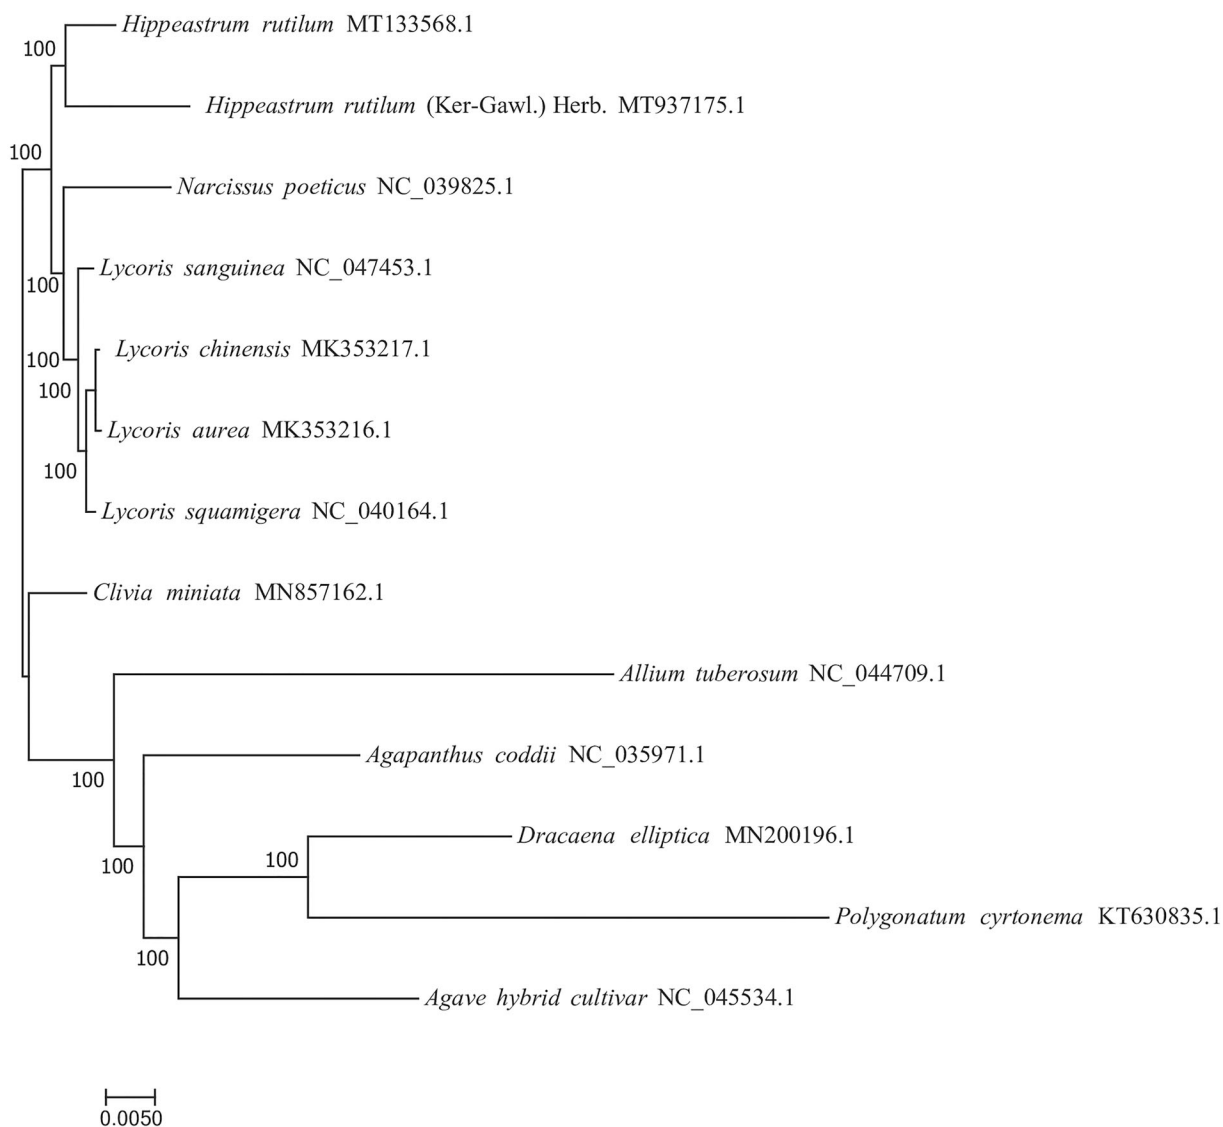 Hippeastrum rutilum MT133568.1
100
Hippeastrum rutilum (Ker-Gawl.) Herb. MT937175.1
100
Narcissus poeticus NC_039825.1
Lycoris sanguinea NC_047453.1
100
Lycoris chinensis MK353217.1
100
100
Lycoris aurea MK353216.1
100
Lycoris squamigera NC_040164.1
Clivia miniata MN857162.1
Allium tuberosum NC_044709.1
Agapanthus coddii NC_035971.1
100
Dracaena elliptica MN200196.1
100
100
Polygonatum cyrtonema KT630835.1
100
Agave hybrid cultivar NC_045534.1
0.0050